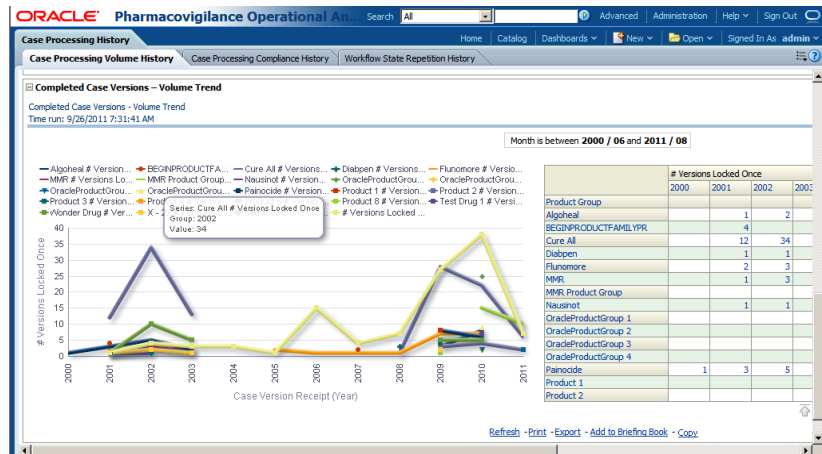 ORACLE® Pharmacovigilance Operational An... Search All Advanced Administration Help Sign Out
Case Processing History Home Catalog Dashboards New Open Signed In As admin
Case Processing Volume History Case Processing Compliance History Workflow State Repetition History
Completed Case Versions – Volume Trend
Completed Case Versions - Volume Trend
Time run: 9/26/2011 7:31:41 AM
Month is between 2000 / 06 and 2011 / 08
Algoheal # Version... BEGINPRODUCTFA... Cure All # Version... Diabpen # Versions... Flunomore # Versio...
MMR # Versions Lo... MMR Product Group... Nausinot # Version... OracleProductGrou... OracleProductGrou...
OracleProductGrou... OracleProductGrou... Painocide # Version... Product 1 # Version... Product 2 # Version...
Product 3 # Version... Product 8 # Version... Test Drug 1 # Versi...
Wonder Drug # Ver... X - 2 # Versions Locked ...
Series: Cure All # Versions Locked Once
Group: 2002
Value: 34
# Versions Locked Once
40
35
30
25
20
15
10
5
0
2000 2001 2002 2003 2004 2005 2006 2007 2008 2009 2010 2011
Case Version Receipt (Year)
# Versions Locked Once
2000 2001 2002 2003
Product Group
Algoheal 1 2
BEGINPRODUCTFAMILYPR 4
Cure All 12 34
Diabpen 1 1
Flunomore 2 3
MMR 1 3
MMR Product Group
Nausinot 1 1
OracleProductGroup 1
OracleProductGroup 2
OracleProductGroup 3
OracleProductGroup 4
Painocide 1 3 5
Product 1
Product 2
Refresh - Print - Export - Add to Briefing Book - Copy